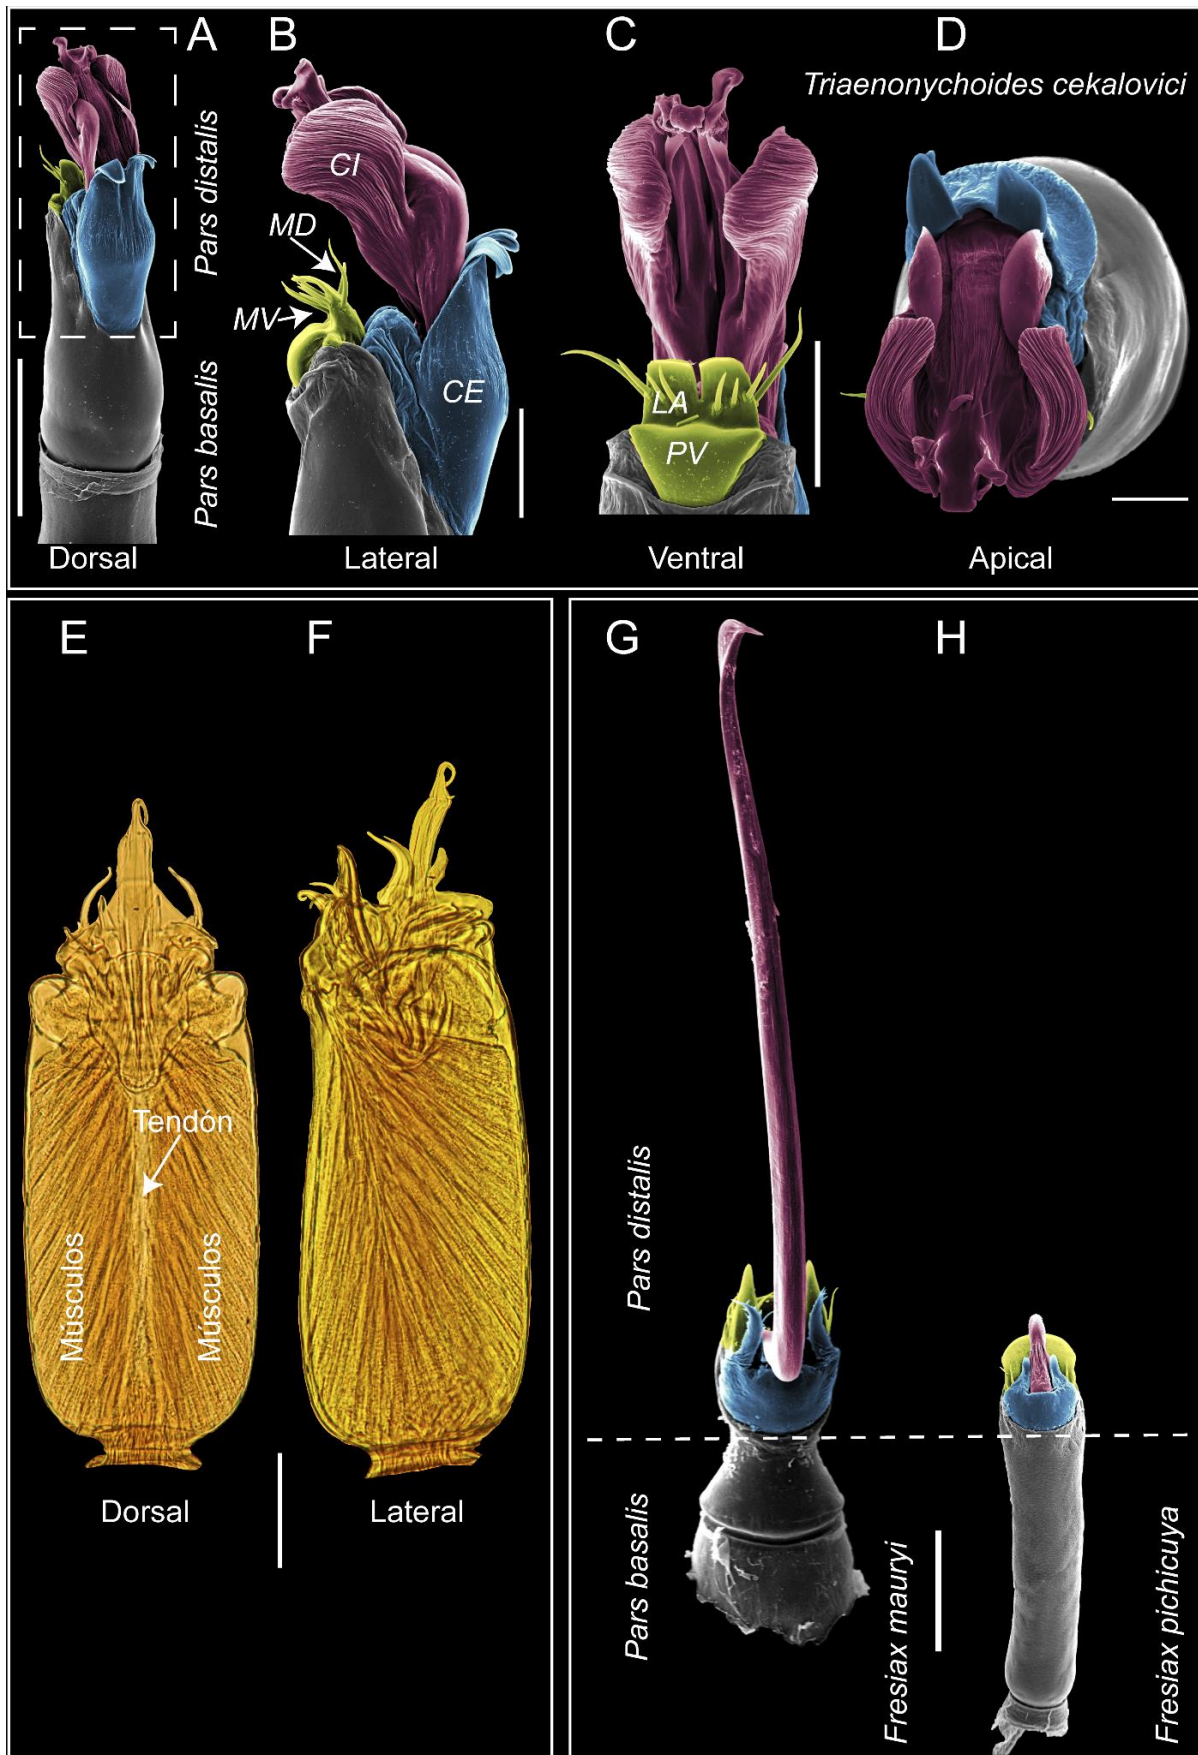 A
B
C
D
Triaenonychoides cekalovici
Pars distalis
Pars basalis
CI
MD
MV
CE
LA
PV
Dorsal
Lateral
Ventral
Apical
E
F
Tendón
Músculos
Músculos
Dorsal
Lateral
G
H
Pars distalis
Pars basalis
Fresiax mauryi
Fresiax pichicuya